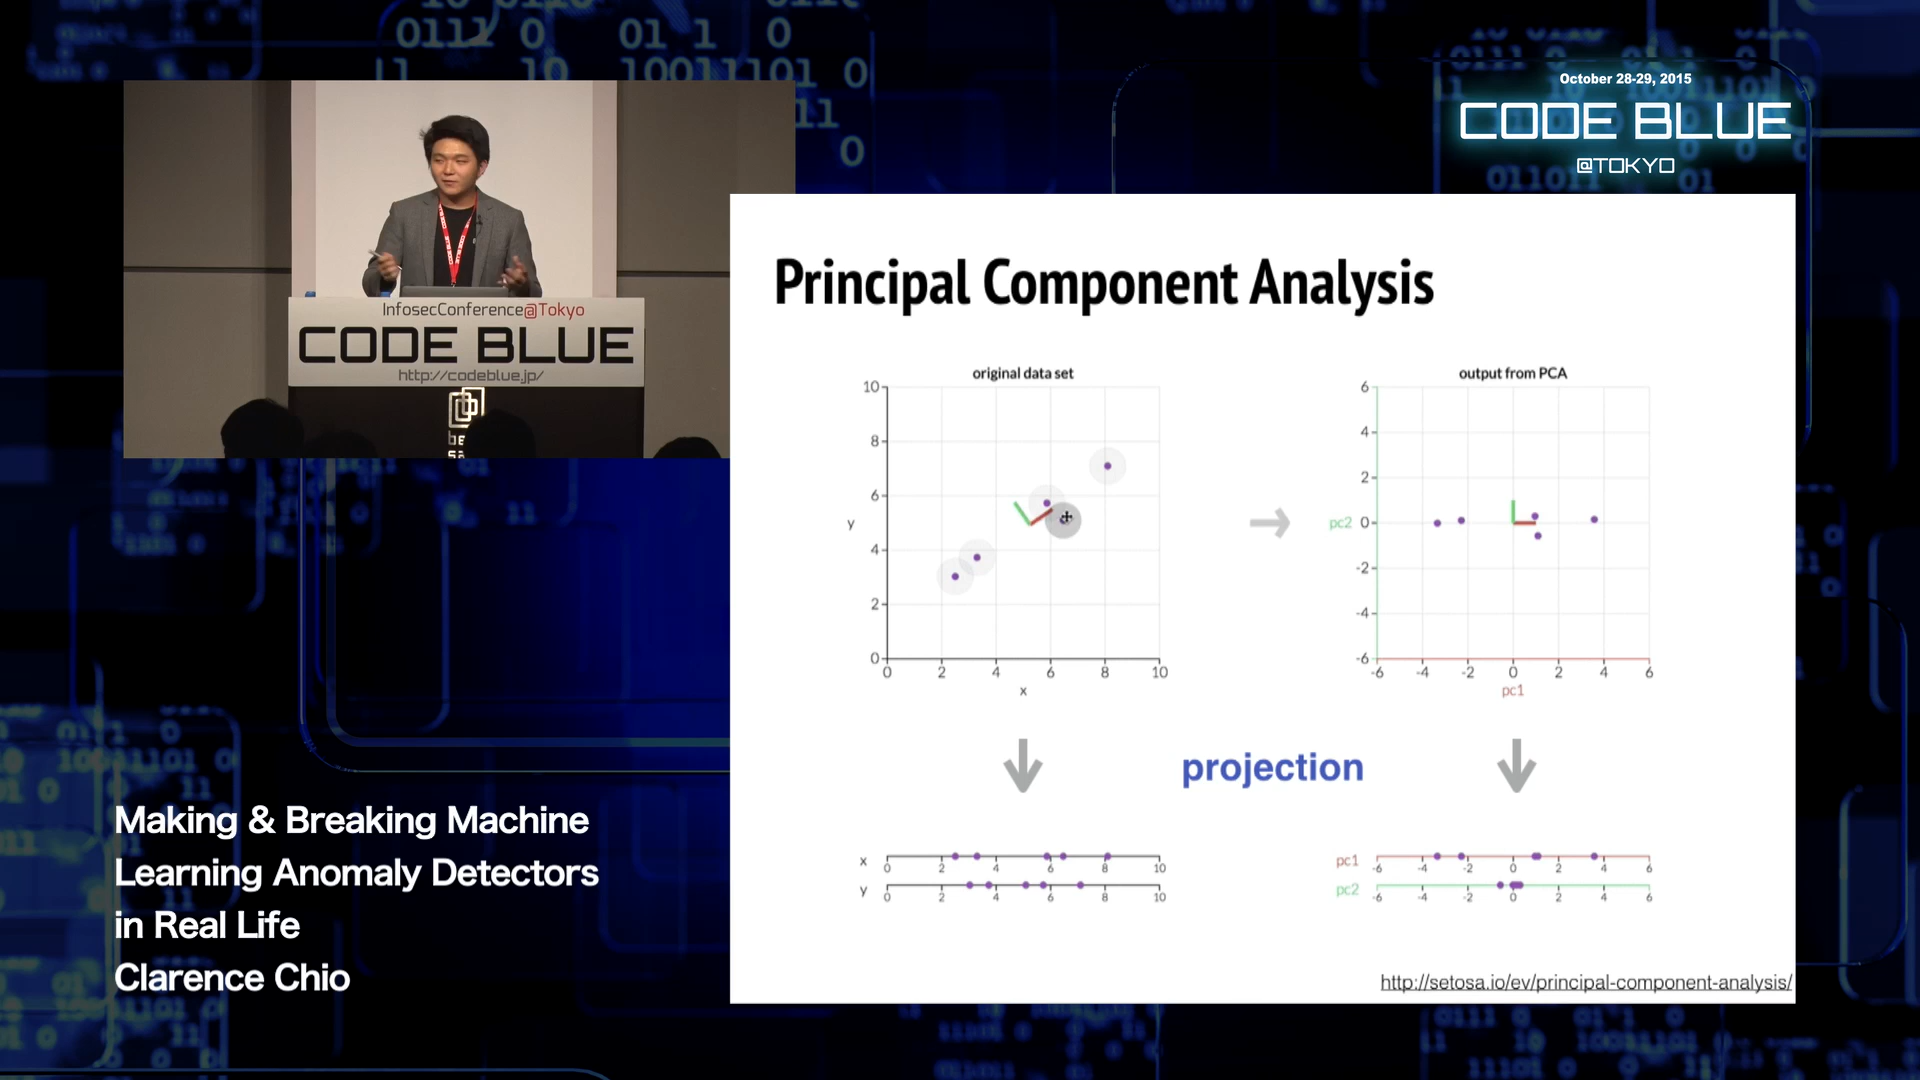 October 28-29, 2015
CODE BLUE
@TOKYO
InfosecConference@Tokyo
CODE BLUE
http://codeblue.jp/
Principal Component Analysis
original data set
output from PCA
10
8
6
4
2
0
y
0 2 4 6 8 10
x
6
4
2
pc2 0
-2
-4
-6
-6 -4 -2 0 2 4 6
pc1
projection
x
0 2 4 6 8 10
y
0 2 4 6 8 10
pc1
-6 -4 -2 0 2 4 6
pc2
-6 -4 -2 0 2 4 6
http://setosa.io/ev/principal-component-analysis/
Making & Breaking Machine
Learning Anomaly Detectors
in Real Life
Clarence Chio